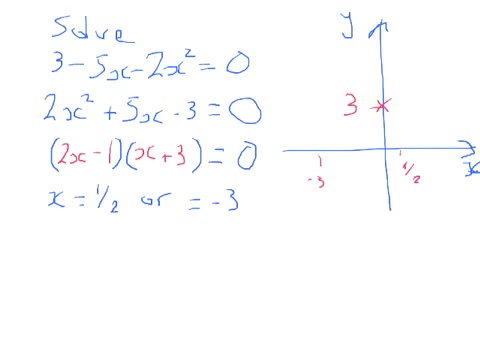 Solve
3 - 5x - 2x² = 0
2x² + 5x - 3 = 0
(2x - 1)(x + 3) = 0
x = 1/2 or = -3
y
3
-3
1/2
x